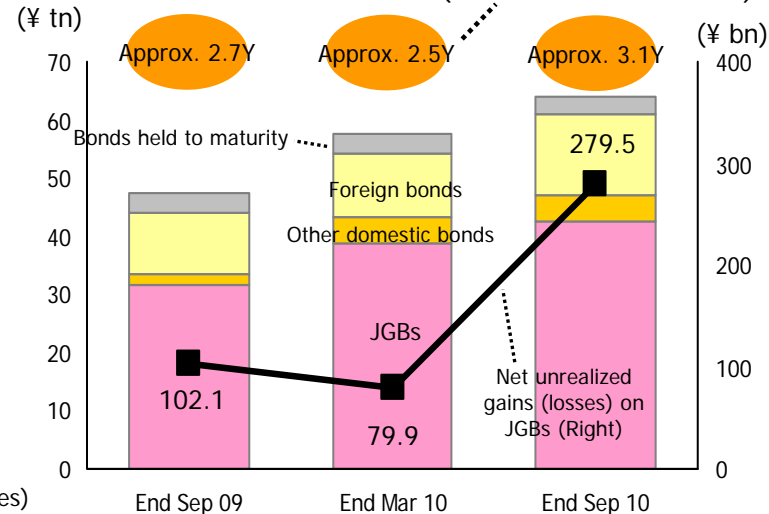 (¥ tn)
(¥ bn)
Approx. 2.7Y
Approx. 2.5Y
Approx. 3.1Y
70
60
50
40
30
20
10
0
400
300
200
100
0
Bonds held to maturity
Foreign bonds
Other domestic bonds
JGBs
279.5
102.1
79.9
Net unrealized
gains (losses) on
JGBs (Right)
es)
End Sep 09
End Mar 10
End Sep 10